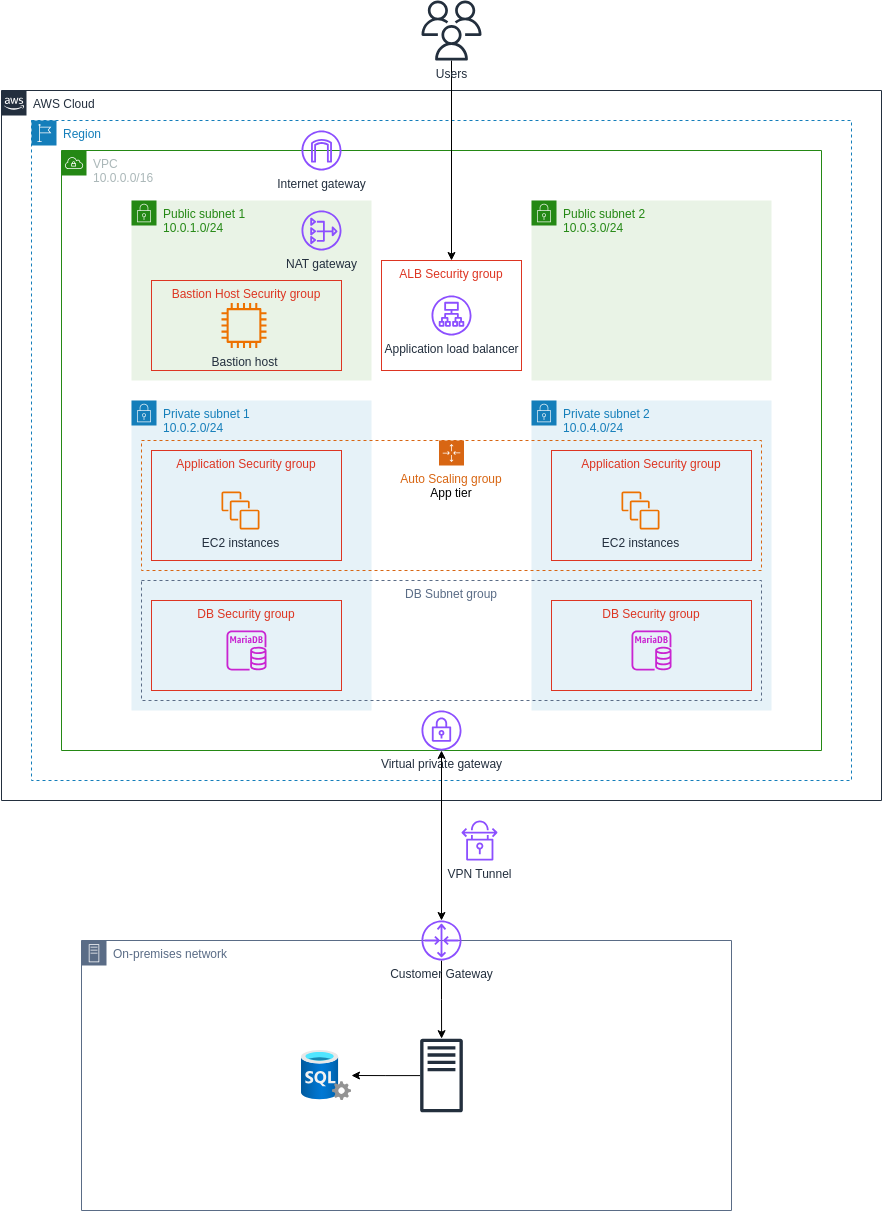 Users
aws
AWS Cloud
Region
VPC
10.0.0.0/16
Internet gateway
Public subnet 1
10.0.1.0/24
NAT gateway
Public subnet 2
10.0.3.0/24
Bastion Host Security group
Bastion host
ALB Security group
Application load balancer
Private subnet 1
10.0.2.0/24
Private subnet 2
10.0.4.0/24
Application Security group
EC2 instances
Auto Scaling group
App tier
Application Security group
EC2 instances
DB Subnet group
DB Security group
MariaDB
DB Security group
MariaDB
Virtual private gateway
VPN Tunnel
On-premises network
Customer Gateway
SQL